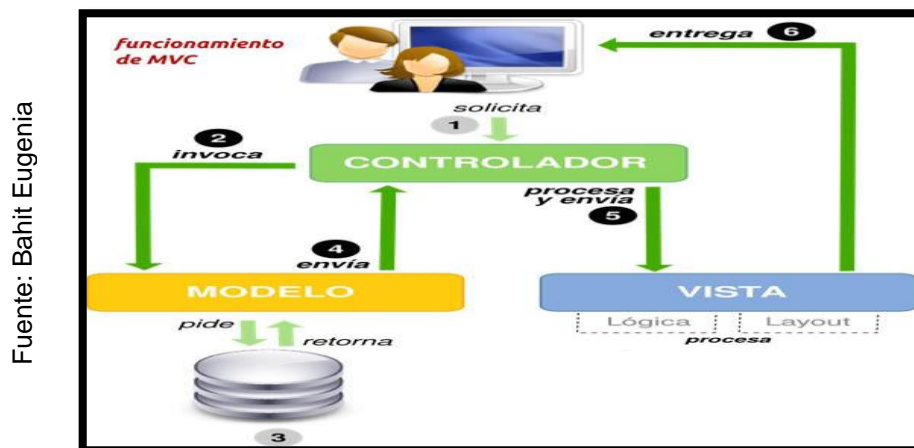 Fuente: Bahit Eugenia
funcionamiento
de MVC
entrega 6
solicita
1
2
invoca
CONTROLADOR
procesa
y envía
5
4
envía
MODELO
VISTA
Lógica
Layout
procesa
pide
retorna
3